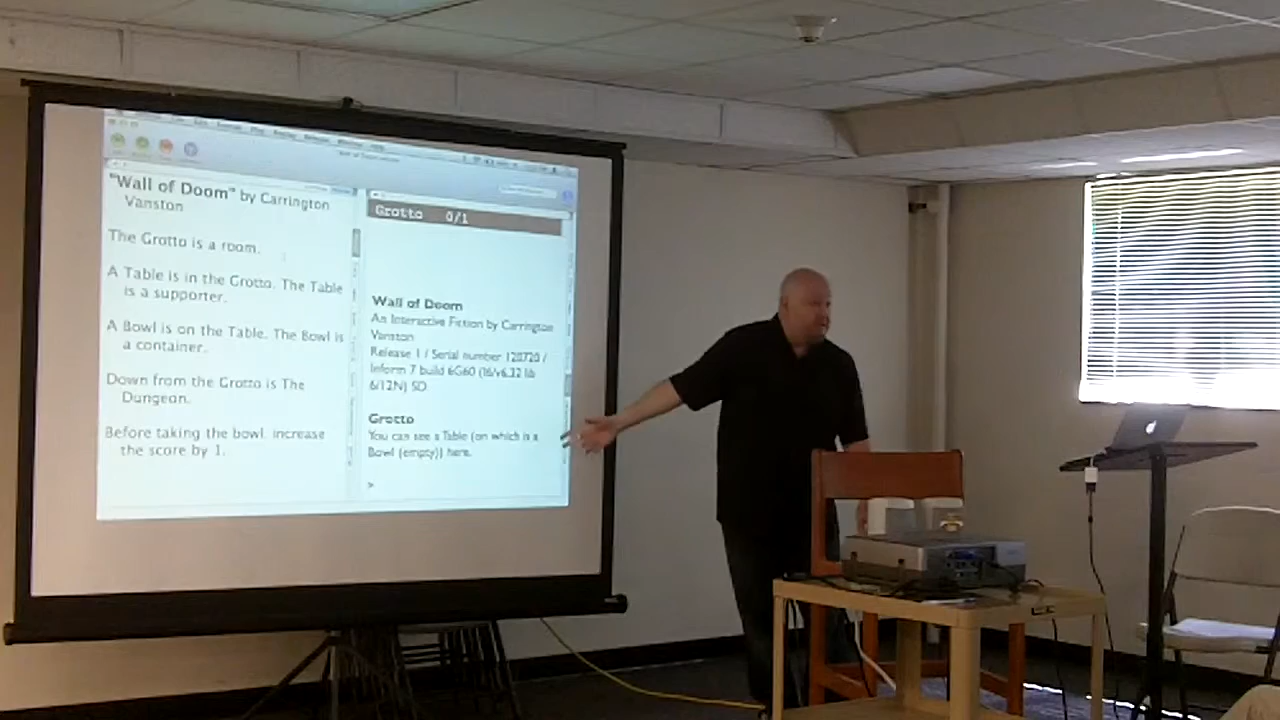 "Wall of Doom" by Carrington
Vanston
The Grotto is a room.
A Table is in the Grotto. The Table
is a supporter.
A Bowl is on the Table. The Bowl is
a container.
Down from the Grotto is The
Dungeon.
Before taking the bowl, increase
the score by 1.
Grotto 0/1
Wall of Doom
An Interactive Fiction by Carrington
Vanston
Release 1 / Serial number 120720 /
Inform 7 build 6G60 (I6/v6.32 lib
6/12N) SD
Grotto
You can see a Table (on which is a
Bowl (empty)) here.
>